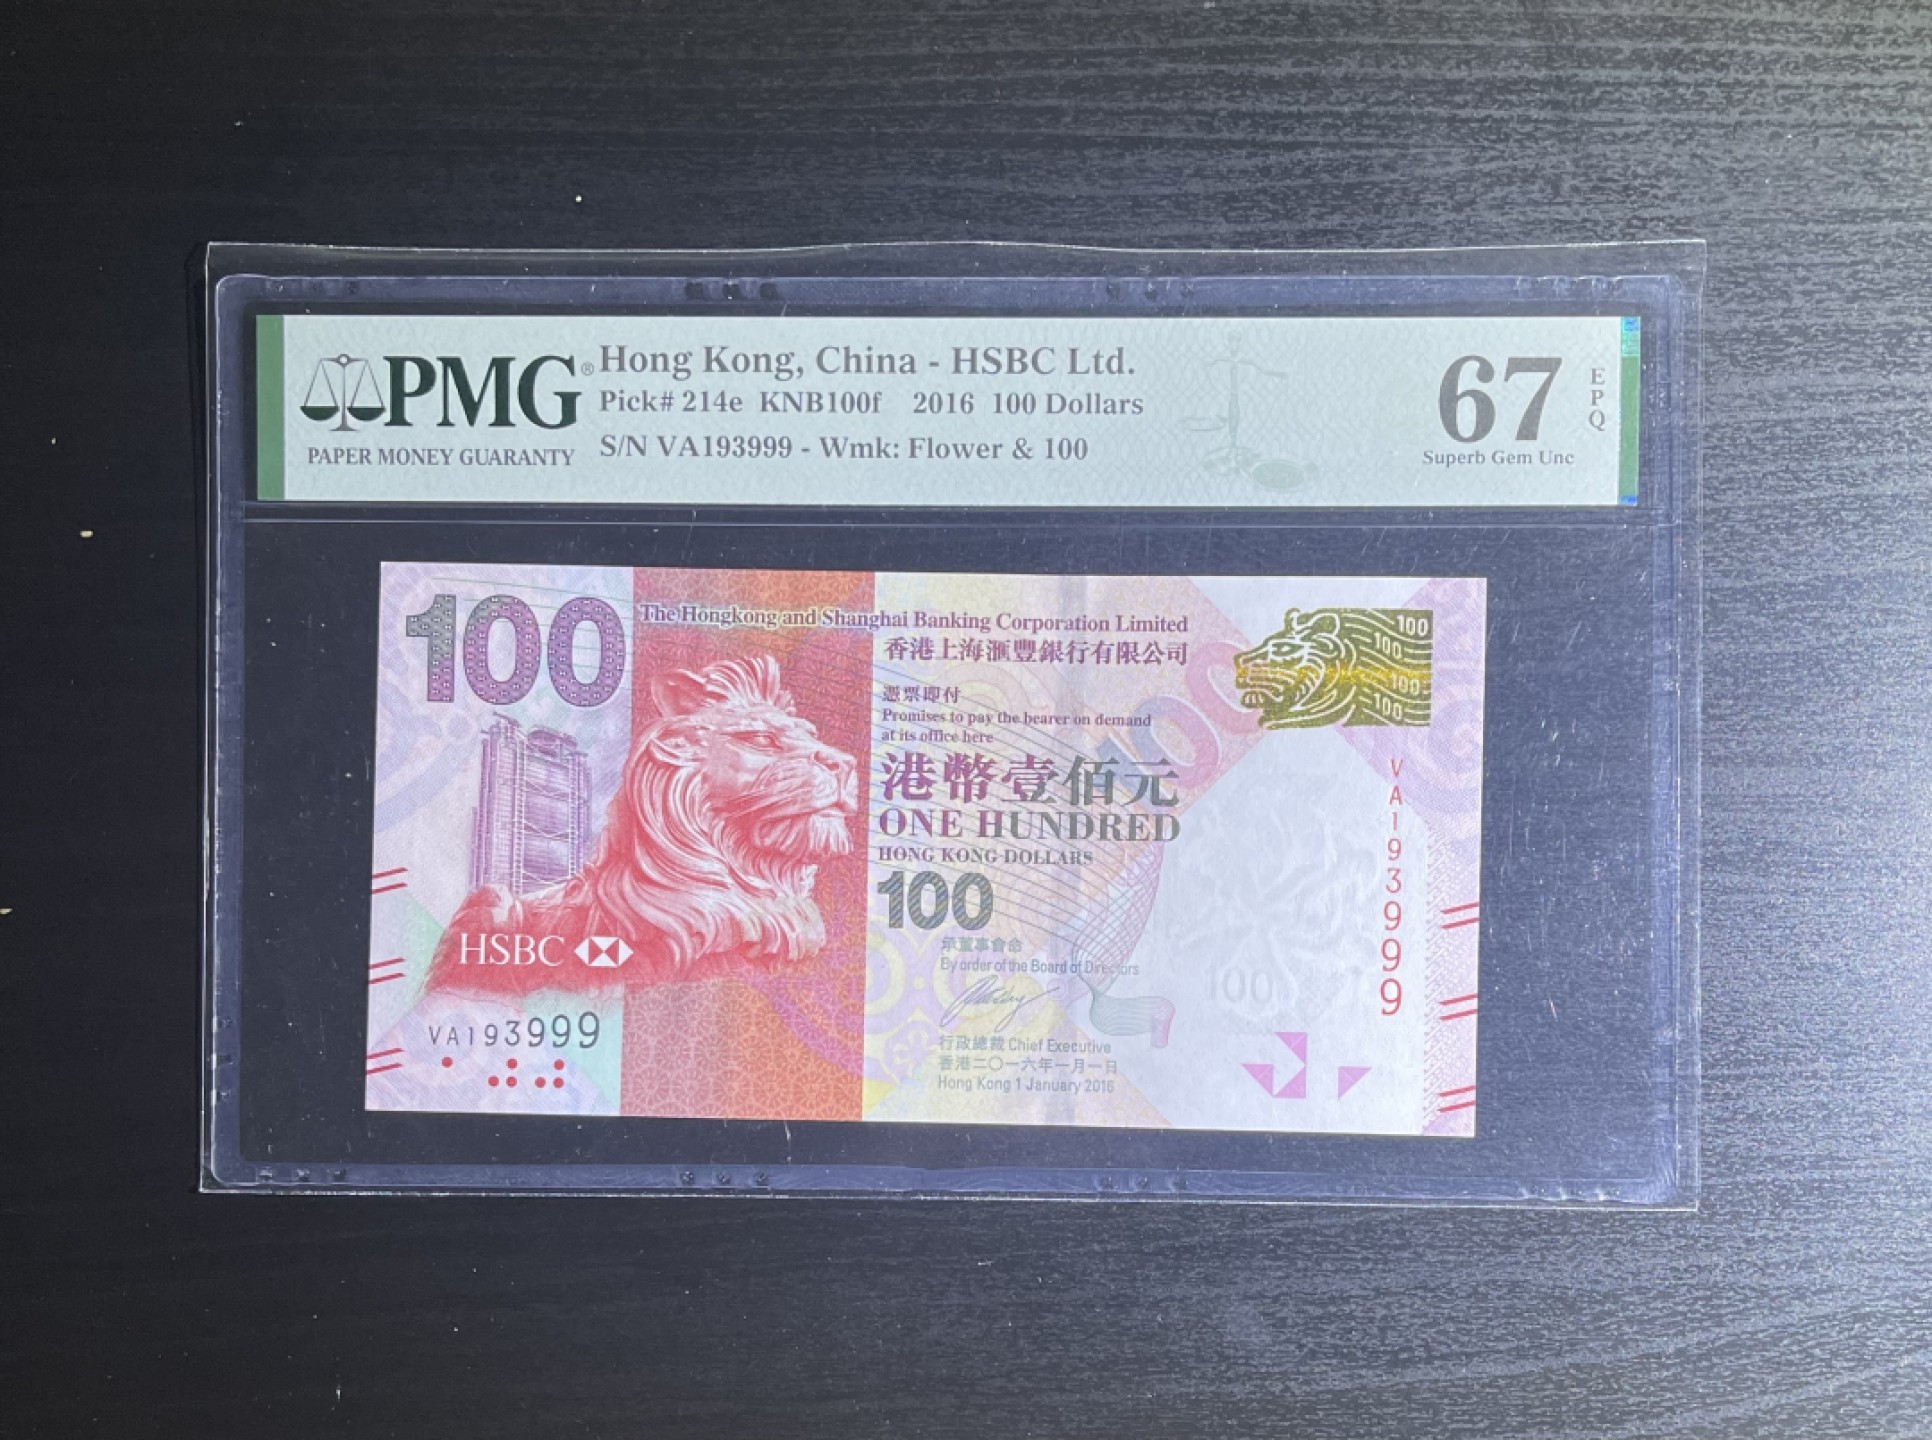 PMG®
PAPER MONEY GUARANTY
Hong Kong, China - HSBC Ltd.
Pick# 214e KNB100f 2016 100 Dollars
S/N VA193999 - Wmk: Flower & 100
67
EPQ
Superb Gem Unc
100
The Hongkong and Shanghai Banking Corporation Limited
香港上海滙豐銀行有限公司
憑票即付
Promises to pay the bearer on demand
at its office here
港幣壹佰元
ONE HUNDRED
HONG KONG DOLLARS
100
承董事會命
By order of the Board of Directors
行政總裁 Chief Executive
香港二〇一六年一月一日
Hong Kong 1 January 2016
HSBC
VA193999
100
100
100
100
100
VA193999
100